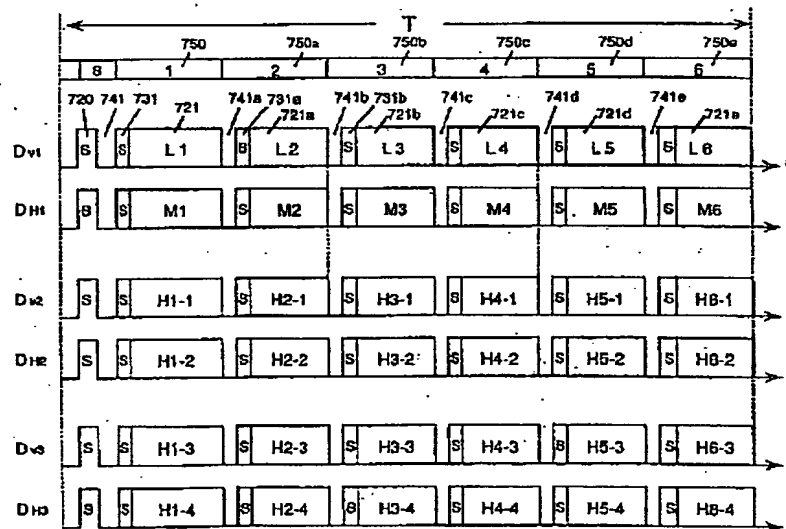 T
750 750a 750b 750c 750d 750e
S 1 2 3 4 5 6
720 741 731 721 741a 731a 721a 741b 731b 721b 741c 721c 741d 721d 741e 721e
Dv1 S S L1 S L2 S L3 S L4 S L5 S L6
DH1 S S M1 S M2 S M3 S M4 S M5 S M6
Dv2 S S H1-1 S H2-1 S H3-1 S H4-1 S H5-1 S H6-1
DH2 S S H1-2 S H2-2 S H3-2 S H4-2 S H5-2 S H6-2
Dv3 S S H1-3 S H2-3 S H3-3 S H4-3 S H5-3 S H6-3
DH3 S S H1-4 S H2-4 S H3-4 S H4-4 S H5-4 S H6-4